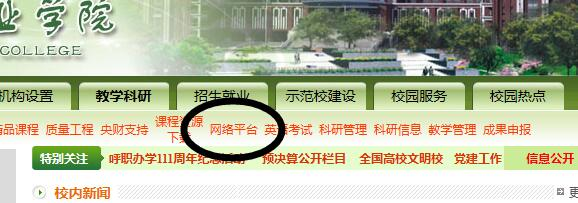 业学院
COLLEGE
机构设置 教学科研 招生就业 示范校建设 校园服务 校园热点
精品课程 质量工程 央财支持 课程资源下载 网络平台 考试 科研管理 科研信息 教学管理 成果申报
特别关注 呼职办学111周年纪念活动 预决算公开栏目 全国高校文明校 党建工作 信息公开
校内新闻